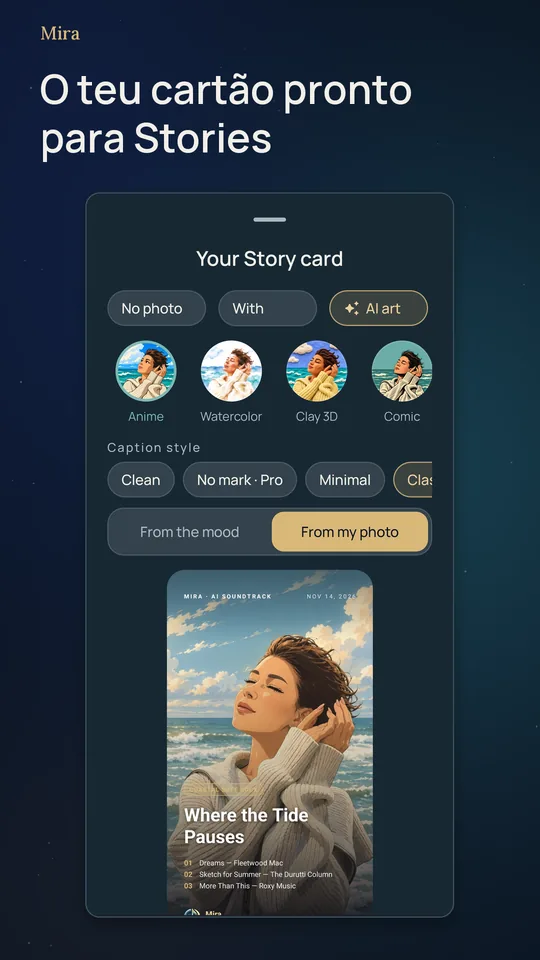 Mira
O teu cartão pronto
para Stories
Your Story card
No photo
With
AI art
Anime
Watercolor
Clay 3D
Comic
Caption style
Clean
No mark · Pro
Minimal
Clas
From the mood
From my photo
MIRA · AI SOUNDTRACK
NOV 14, 202
Where the Tide
Pauses
01 Dreams — Fleetwood Mac
02 Sketch for Summer — The Durutti Column
03 More Than This — Roxy Music
Mira